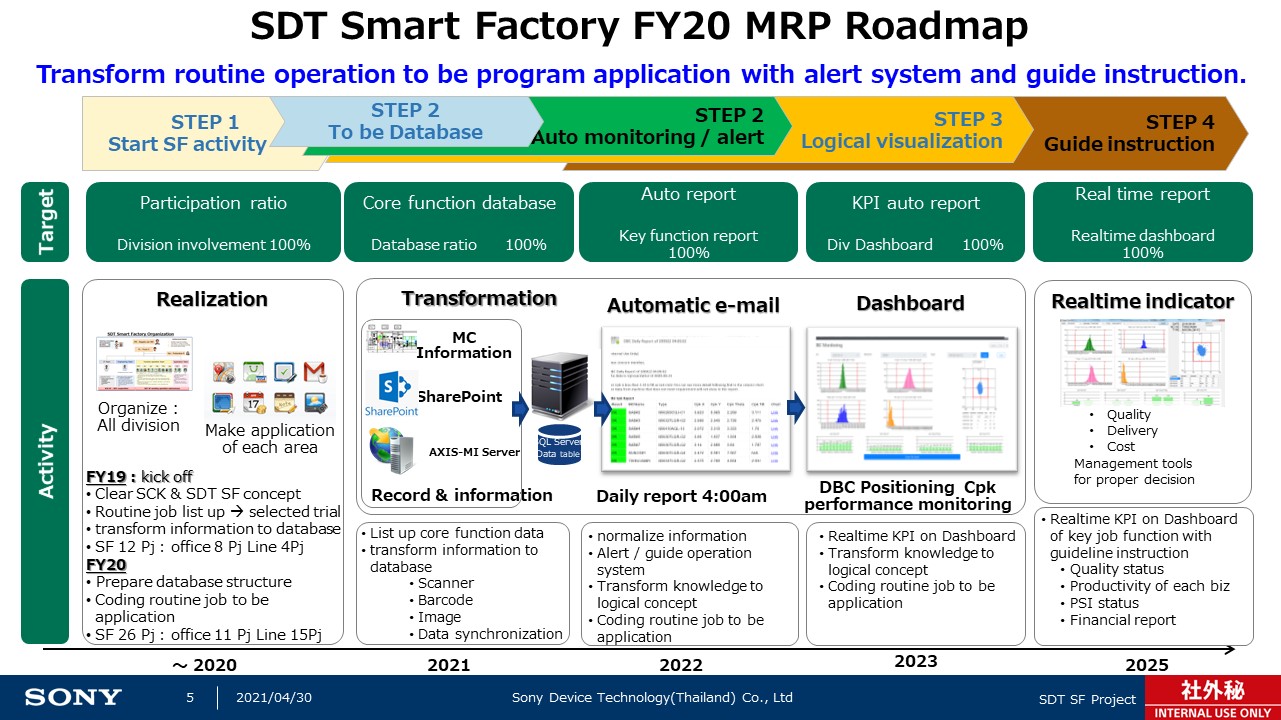 SDT Smart Factory FY20 MRP Roadmap
Transform routine operation to be program application with alert system and guide instruction.
STEP 1
Start SF activity
STEP 2
To be Database
STEP 2
Auto monitoring / alert
STEP 3
Logical visualization
STEP 4
Guide instruction
Target
Participation ratio
Division involvement 100%
Core function database
Database ratio 100%
Auto report
Key function report
100%
KPI auto report
Div Dashboard 100%
Real time report
Realtime dashboard
100%
Activity
Realization
SDT Smart Factory Organization
Organize :
All division
17
Make application
of each area
FY19 : kick off
• Clear SCK & SDT SF concept
• Routine job list up → selected trial
• transform information to database
• SF 12 Pj : office 8 Pj Line 4Pj
FY20
• Prepare database structure
• Coding routine job to be
application
• SF 26 Pj : office 11 Pj Line 15Pj
Transformation
MC
Information
SharePoint
SharePoint
AXIS-MI Server
Record & information
SQL Server
Data table
Automatic e-mail
Daily report 4:00am
Dashboard
DBC Positioning Cpk
performance monitoring
Realtime indicator
• Quality
• Delivery
• Cost
Management tools
for proper decision
• List up core function data
• transform information to
database
• Scanner
• Barcode
• Image
• Data synchronization
• normalize information
• Alert / guide operation
system
• Transform knowledge to
logical concept
• Coding routine job to be
application
• Realtime KPI on Dashboard
• Transform knowledge to
logical concept
• Coding routine job to be
application
• Realtime KPI on Dashboard
of key job function with
guideline instruction
• Quality status
• Productivity of each biz
• PSI status
• Financial report
～ 2020
2021
2022
2023
2025
SONY
5
2021/04/30
Sony Device Technology(Thailand) Co., Ltd
SDT SF Project
社外秘
INTERNAL USE ONLY